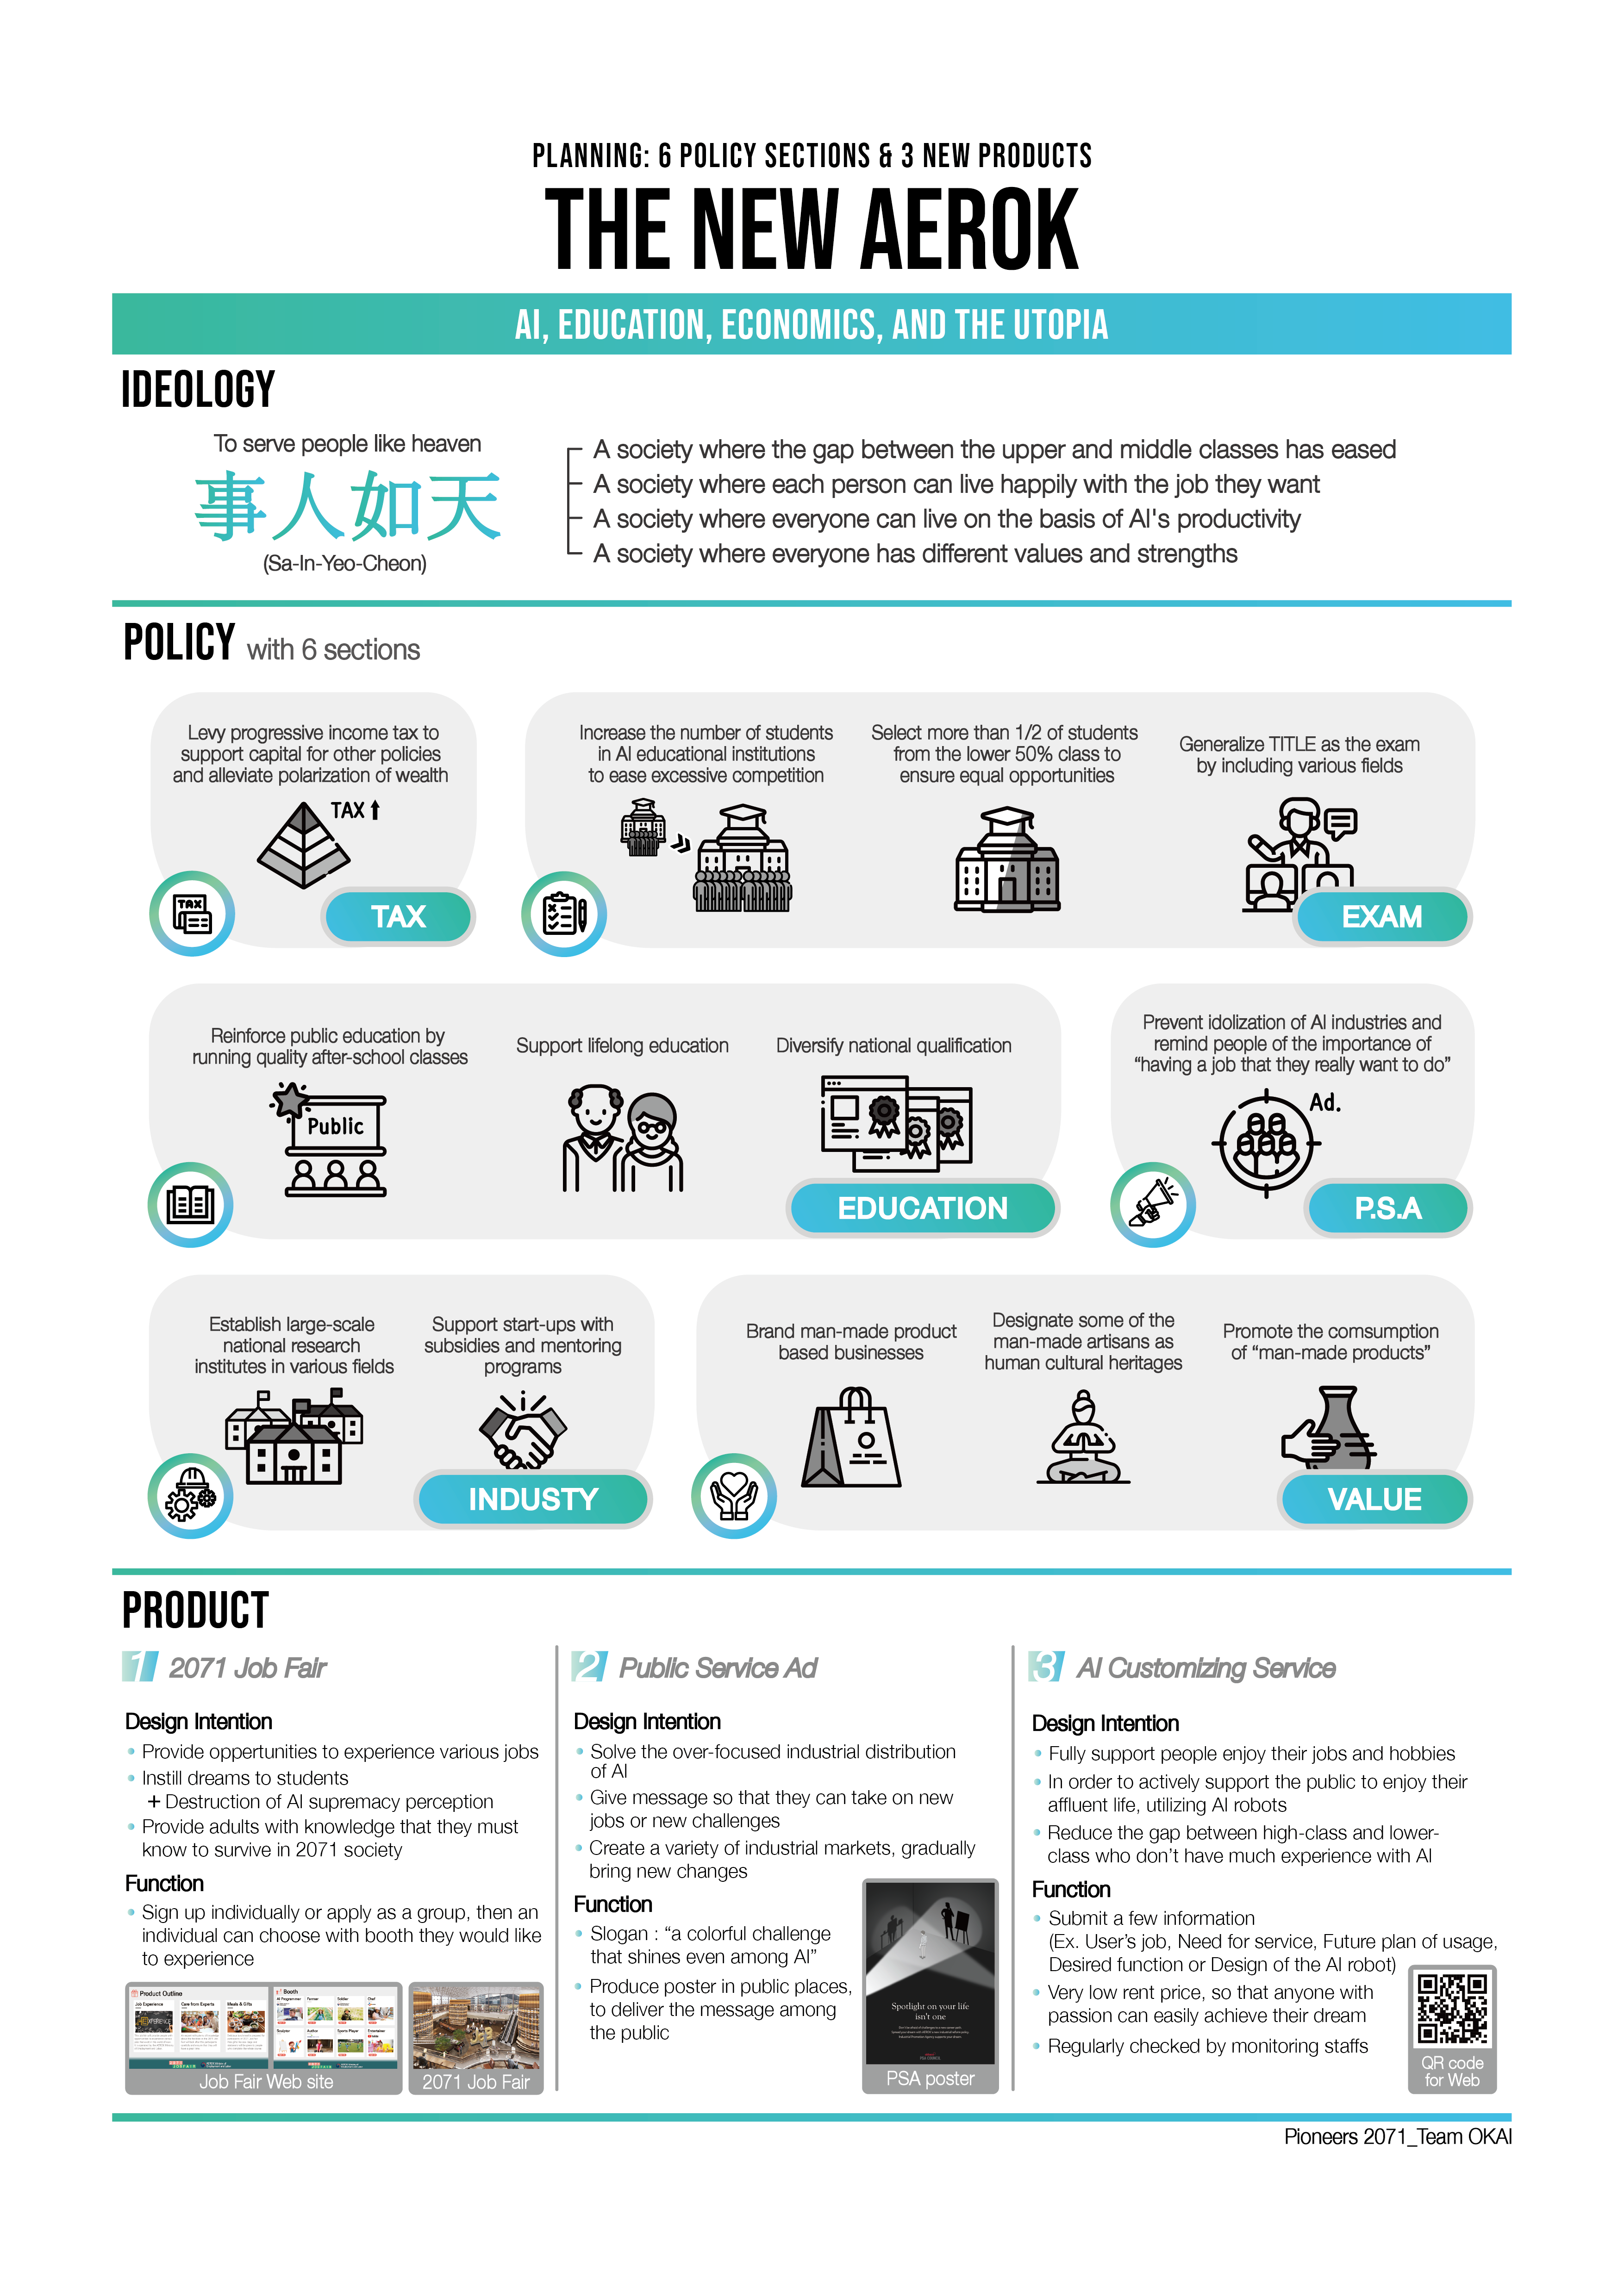 PLANNING: 6 POLICY SECTIONS & 3 NEW PRODUCTS
THE NEW AEROK
AI, EDUCATION, ECONOMICS, AND THE UTOPIA
IDEOLOGY
To serve people like heaven
事人如天
(Sa-In-Yeo-Cheon)
A society where the gap between the upper and middle classes has eased
A society where each person can live happily with the job they want
A society where everyone can live on the basis of AI's productivity
A society where everyone has different values and strengths
POLICY with 6 sections
Levy progressive income tax to
support capital for other policies
and alleviate polarization of wealth
TAX
TAX
TAX
Increase the number of students
in AI educational institutions
to ease excessive competition
Select more than 1/2 of students
from the lower 50% class to
ensure equal opportunities
Generalize TITLE as the exam
by including various fields
EXAM
Reinforce public education by
running quality after-school classes
Public
Support lifelong education
Diversify national qualification
EDUCATION
Prevent idolization of AI industries and
remind people of the importance of
“having a job that they really want to do”
Ad.
P.S.A
Establish large-scale
national research
institutes in various fields
Support start-ups with
subsidies and mentoring
programs
INDUSTY
Brand man-made product
based businesses
Designate some of the
man-made artisans as
human cultural heritages
Promote the comsumption
of “man-made products”
VALUE
PRODUCT
1 2071 Job Fair
Design Intention
• Provide oppertunities to experience various jobs
• Instill dreams to students
+ Destruction of AI supremacy perception
• Provide adults with knowledge that they must
know to survive in 2071 society
Function
• Sign up individually or apply as a group, then an
individual can choose with booth they would like
to experience
Product Outline
Job Experience
Care from Experts
Meals & Gifts
Booth
AI Programmer
Farmer
Soldier
Chef
Designer
Author
Sports Player
Entertainer
Job Fair Web site
2071 Job Fair
2 Public Service Ad
Design Intention
• Solve the over-focused industrial distribution
of AI
• Give message so that they can take on new
jobs or new challenges
• Create a variety of industrial markets, gradually
bring new changes
Function
• Slogan : “a colorful challenge
that shines even among AI”
• Produce poster in public places,
to deliver the message among
the public
Spotlight on your life
isn't one
PSA poster
3 AI Customizing Service
Design Intention
• Fully support people enjoy their jobs and hobbies
• In order to actively support the public to enjoy their
affluent life, utilizing AI robots
• Reduce the gap between high-class and lower-
class who don’t have much experience with AI
Function
• Submit a few information
(Ex. User’s job, Need for service, Future plan of usage,
Desired function or Design of the AI robot)
• Very low rent price, so that anyone with
passion can easily achieve their dream
• Regularly checked by monitoring staffs
QR code
for Web
Pioneers 2071_Team OKAI